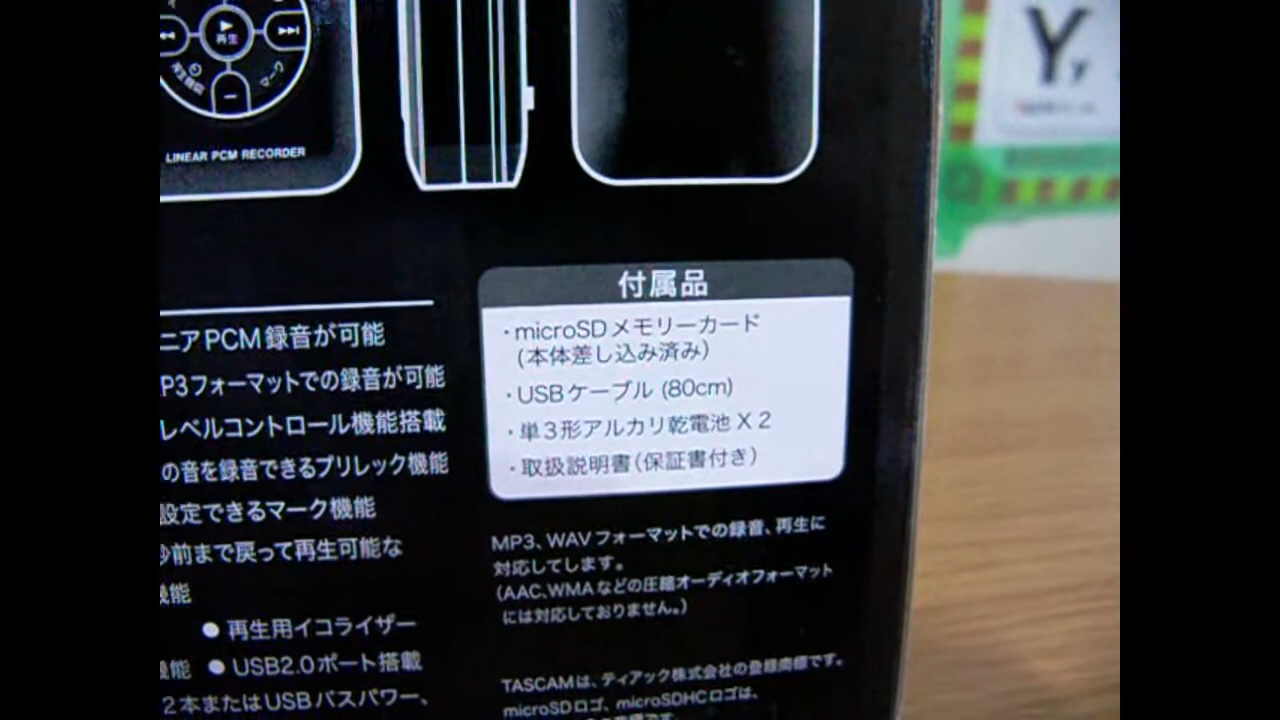 再生
マーク
LINEAR PCM RECORDER
Y
y
ニアPCM録音が可能
P3フォーマットでの録音が可能
レベルコントロール機能搭載
の音を録音できるプリレック機能
設定できるマーク機能
秒前まで戻って再生可能な
機能
● 再生用イコライザー
機能 ● USB2.0ポート搭載
2本またはUSBバスパワー、
付属品
・microSDメモリーカード
(本体差し込み済み)
・USBケーブル (80cm)
・単3形アルカリ乾電池 X 2
・取扱説明書(保証書付き)
MP3、WAVフォーマットでの録音、再生に
対応してします。
(AAC、WMAなどの圧縮オーディオフォーマット
には対応しておりません。)
TASCAMは、ティアック株式会社の登録商標です。
microSDロゴ、microSDHCロゴは、